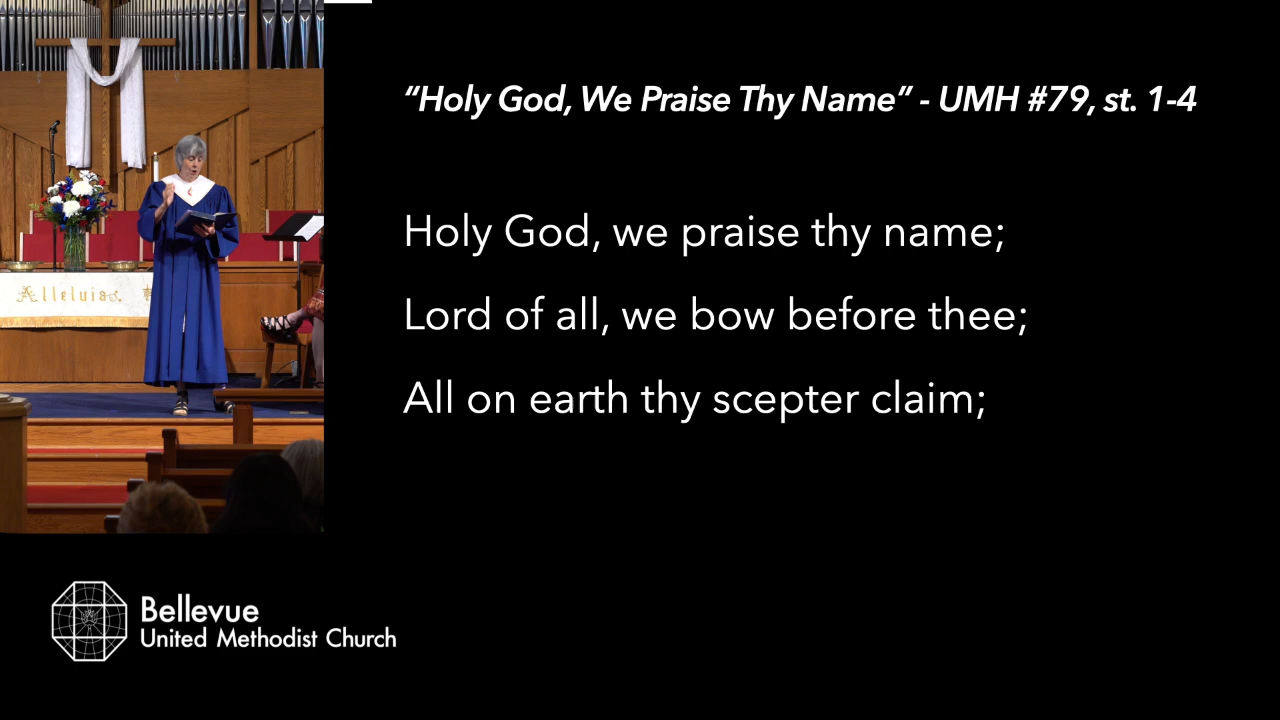 “Holy God, We Praise Thy Name” - UMH #79, st. 1-4
Holy God, we praise thy name;
Lord of all, we bow before thee;
All on earth thy scepter claim;
Alleluia.
Bellevue
United Methodist Church